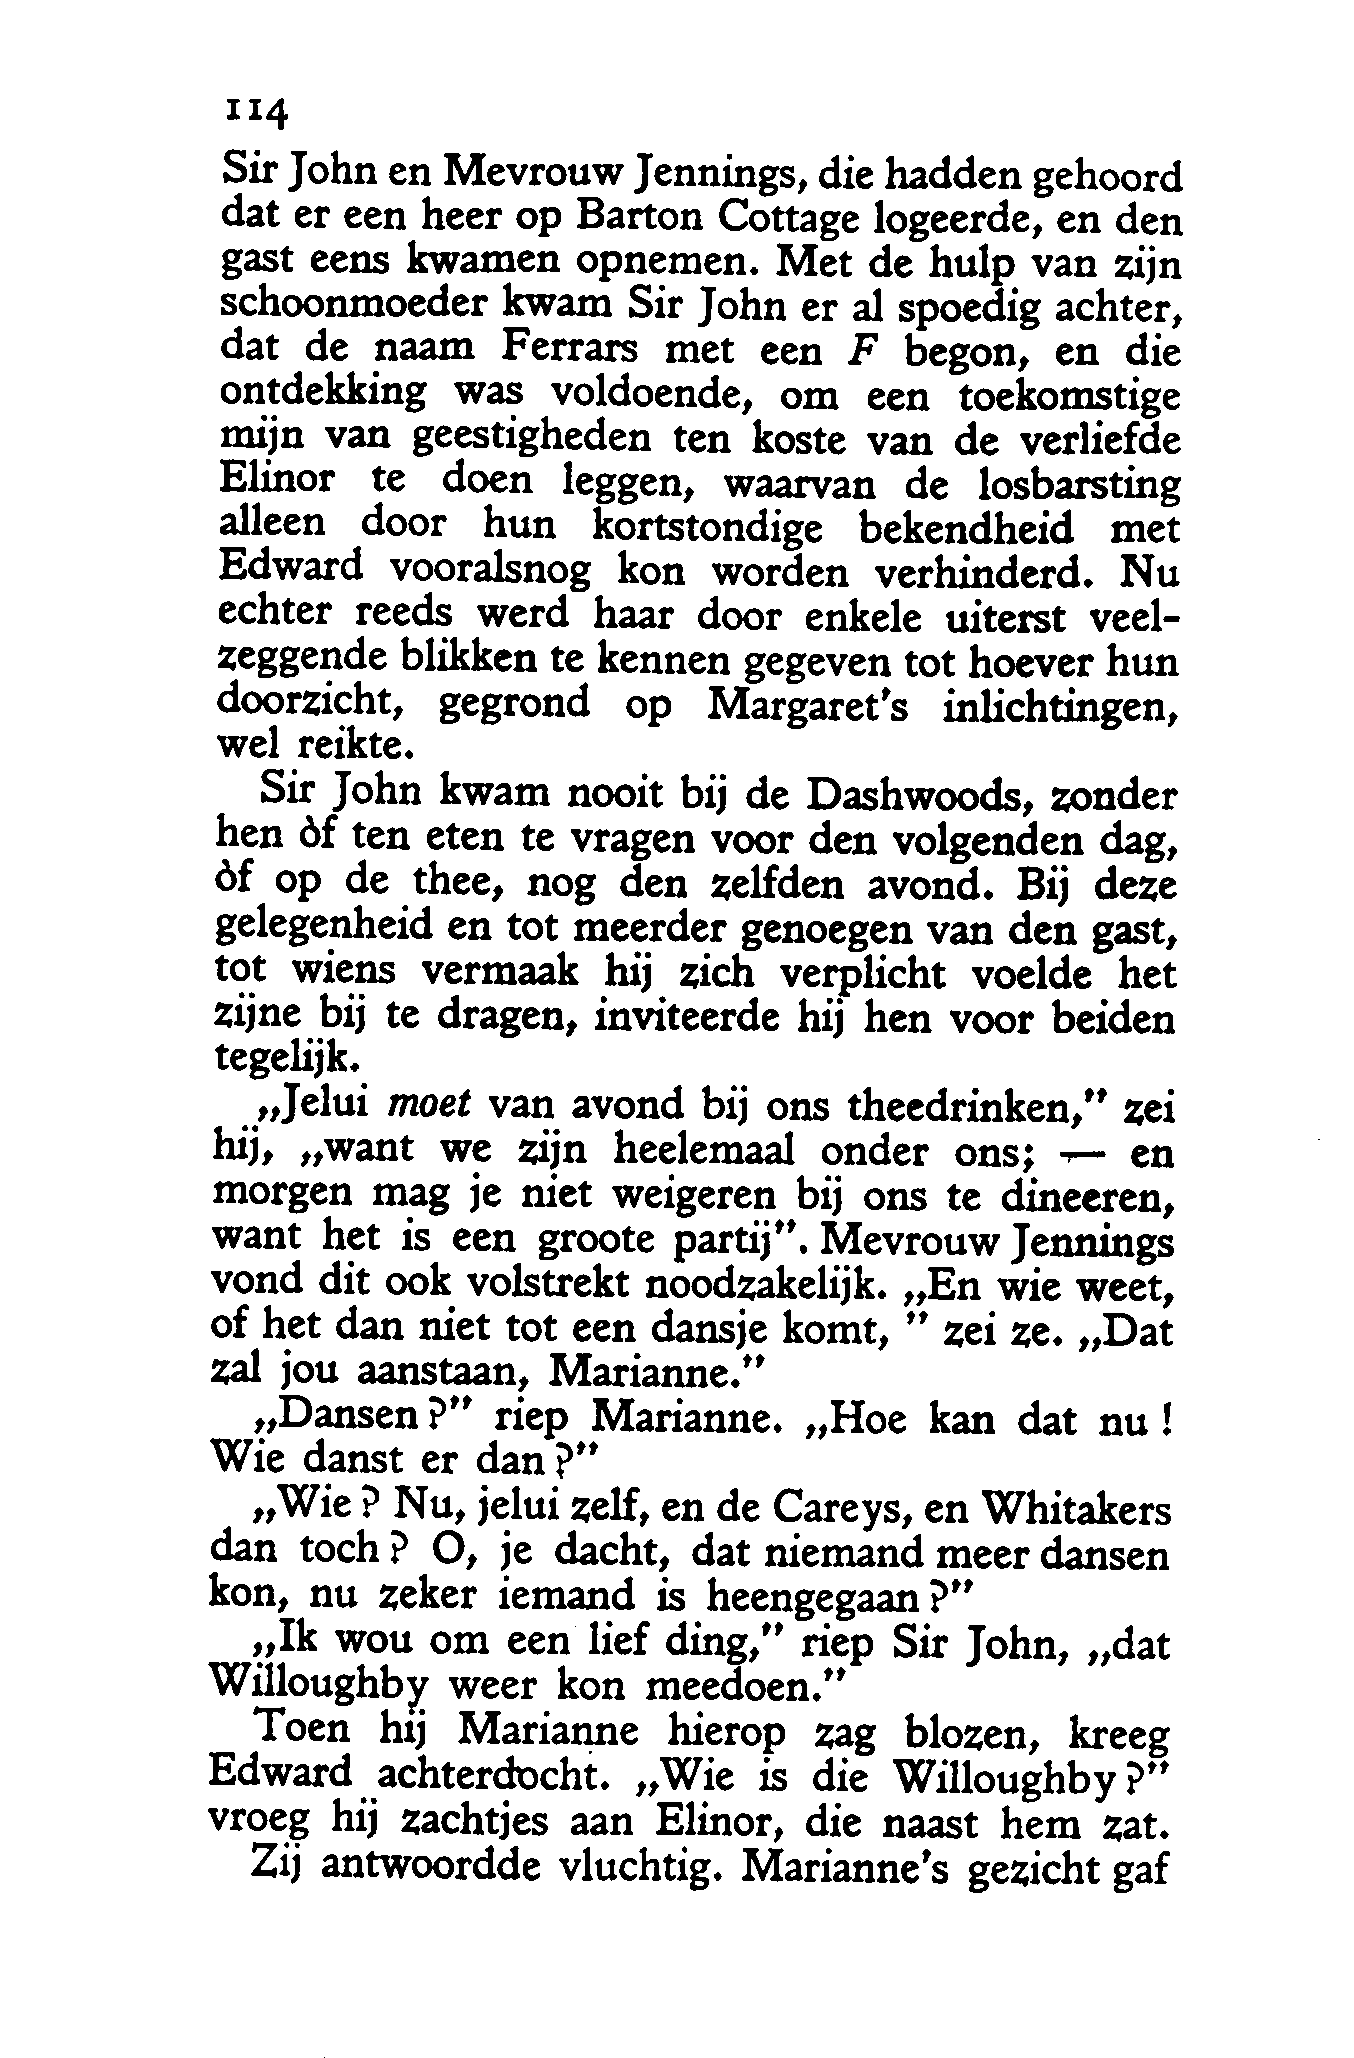 114
Sir John en Mevrouw Jennings, die hadden gehoord
dat er een heer op Barton Cottage logeerde, en den
gast eens kwamen opnemen. Met de hulp van zijn
schoonmoeder kwam Sir John er al spoedig achter,
dat de naam Ferrars met een F begon, en die
ontdekking was voldoende, om een toekomstige
mijn van geestigheden ten koste van de verliefde
Elinor te doen leggen, waarvan de losbarsting
alleen door hun kortstondige bekendheid met
Edward vooralsnog kon worden verhinderd. Nu
echter reeds werd haar door enkele uiterst veel-
zeggende blikken te kennen gegeven tot hoever hun
doorzicht, gegrond op Margaret's inlichtingen,
wel reikte.
Sir John kwam nooit bij de Dashwoods, zonder
hen òf ten eten te vragen voor den volgenden dag,
òf op de thee, nog den zelfden avond. Bij deze
gelegenheid en tot meerder genoegen van den gast,
tot wiens vermaak hij zich verplicht voelde het
zijne bij te dragen, inviteerde hij hen voor beiden
tegelijk.
„Jelui moet van avond bij ons theedrinken,” zei
hij, „want we zijn heelemaal onder ons; — en
morgen mag je niet weigeren bij ons te dineeren,
want het is een groote partij”. Mevrouw Jennings
vond dit ook volstrekt noodzakelijk. „En wie weet,
of het dan niet tot een dansje komt, ” zei ze. „Dat
zal jou aanstaan, Marianne.”
„Dansen?” riep Marianne. „Hoe kan dat nu!
Wie danst er dan?”
„Wie? Nu, jelui zelf, en de Careys, en Whitakers
dan toch? O, je dacht, dat niemand meer dansen
kon, nu zeker iemand is heengegaan?”
„Ik wou om een lief ding,” riep Sir John, „dat
Willoughby weer kon meedoen.”
Toen hij Marianne hierop zag blozen, kreeg
Edward achterdocht. „Wie is die Willoughby?”
vroeg hij zachtjes aan Elinor, die naast hem zat.
Zij antwoordde vluchtig. Marianne's gezicht gaf